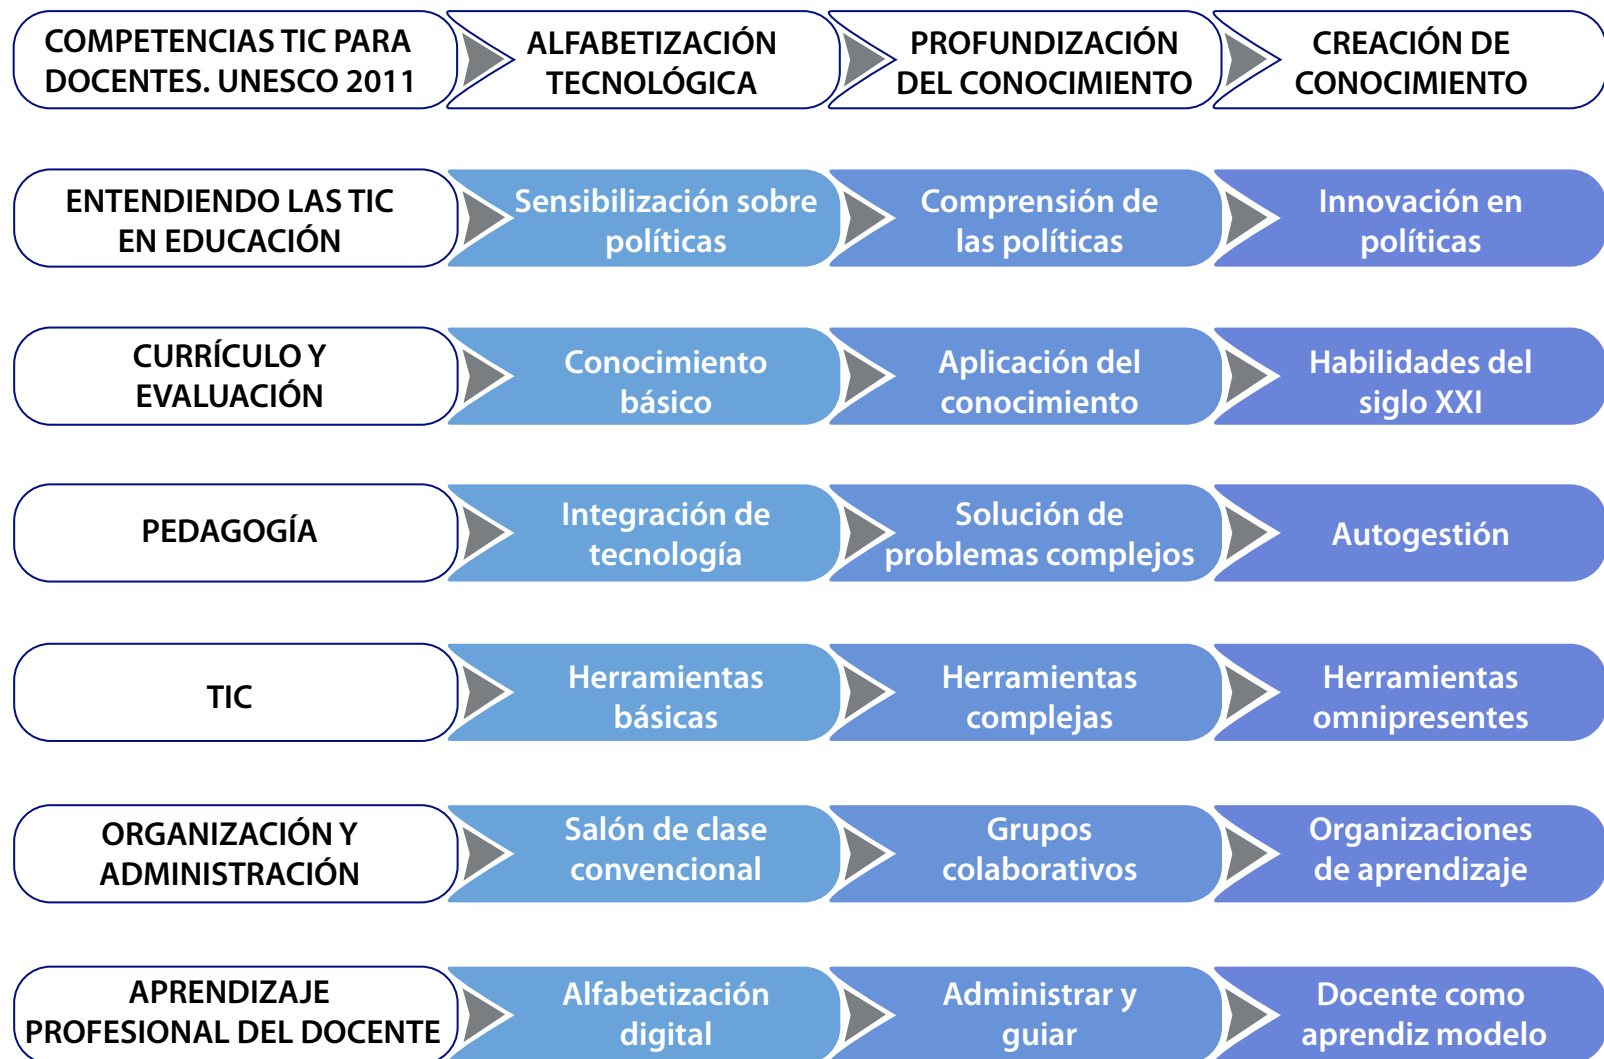 COMPETENCIAS TIC PARA
DOCENTES. UNESCO 2011
ALFABETIZACIÓN
TECNOLÓGICA
PROFUNDIZACIÓN
DEL CONOCIMIENTO
CREACIÓN DE
CONOCIMIENTO
ENTENDIENDO LAS TIC
EN EDUCACIÓN
Sensibilización sobre
políticas
Comprensión de
las políticas
Innovación en
políticas
CURRÍCULO Y
EVALUACIÓN
Conocimiento
básico
Aplicación del
conocimiento
Habilidades del
siglo XXI
PEDAGOGÍA
Integración de
tecnología
Solución de
problemas complejos
Autogestión
TIC
Herramientas
básicas
Herramientas
complejas
Herramientas
omnipresentes
ORGANIZACIÓN Y
ADMINISTRACIÓN
Salón de clase
convencional
Grupos
colaborativos
Organizaciones
de aprendizaje
APRENDIZAJE
PROFESIONAL DEL DOCENTE
Alfabetización
digital
Administrar y
guiar
Docente como
aprendiz modelo